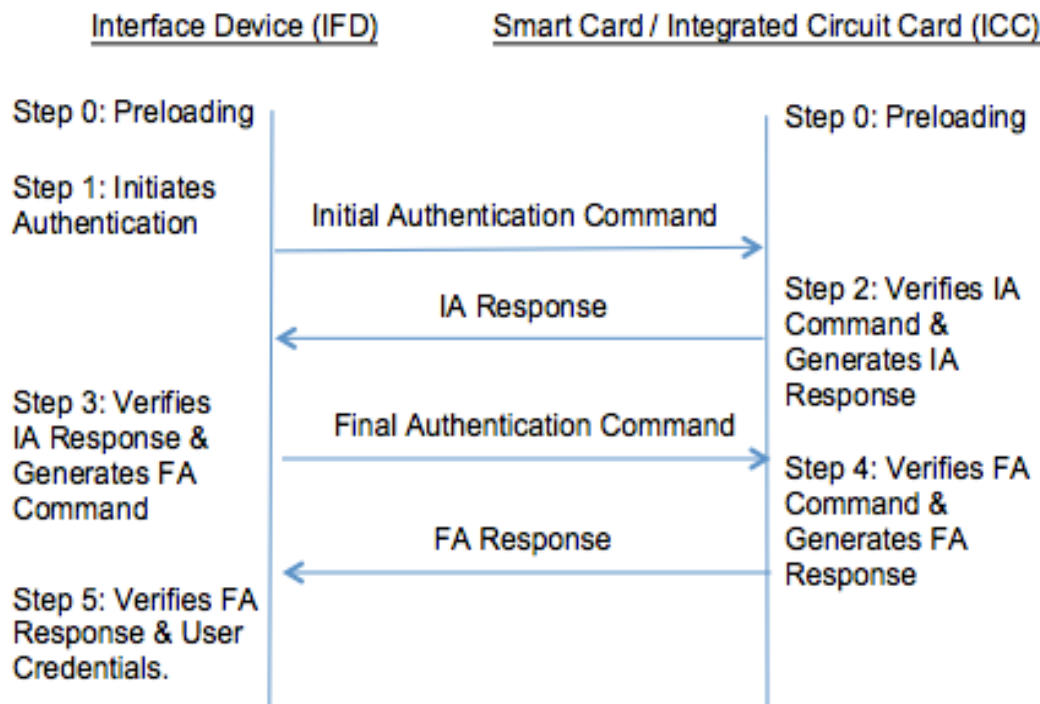 Interface Device (IFD)
Smart Card / Integrated Circuit Card (ICC)
Step 0: Preloading
Step 0: Preloading
Step 1: Initiates
Authentication
Initial Authentication Command
IA Response
Step 2: Verifies IA
Command &
Generates IA
Response
Step 3: Verifies
IA Response &
Generates FA
Command
Final Authentication Command
Step 4: Verifies FA
Command &
Generates FA
Response
FA Response
Step 5: Verifies FA
Response & User
Credentials.